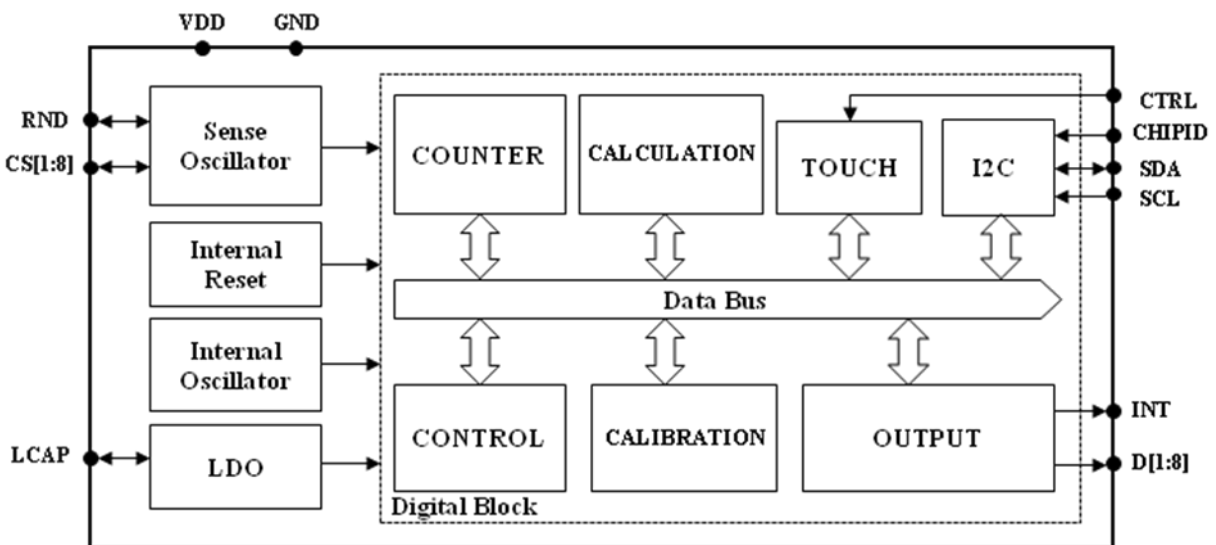 VDD GND
RND
CS[1:8]
Sense
Oscillator
COUNTER
CALCULATION
TOUCH
I2C
CTRL
CHIPID
SDA
SCL
Internal
Reset
Data Bus
Internal
Oscillator
LCAP
LDO
CONTROL
CALIBRATION
OUTPUT
INT
D[1:8]
Digital Block